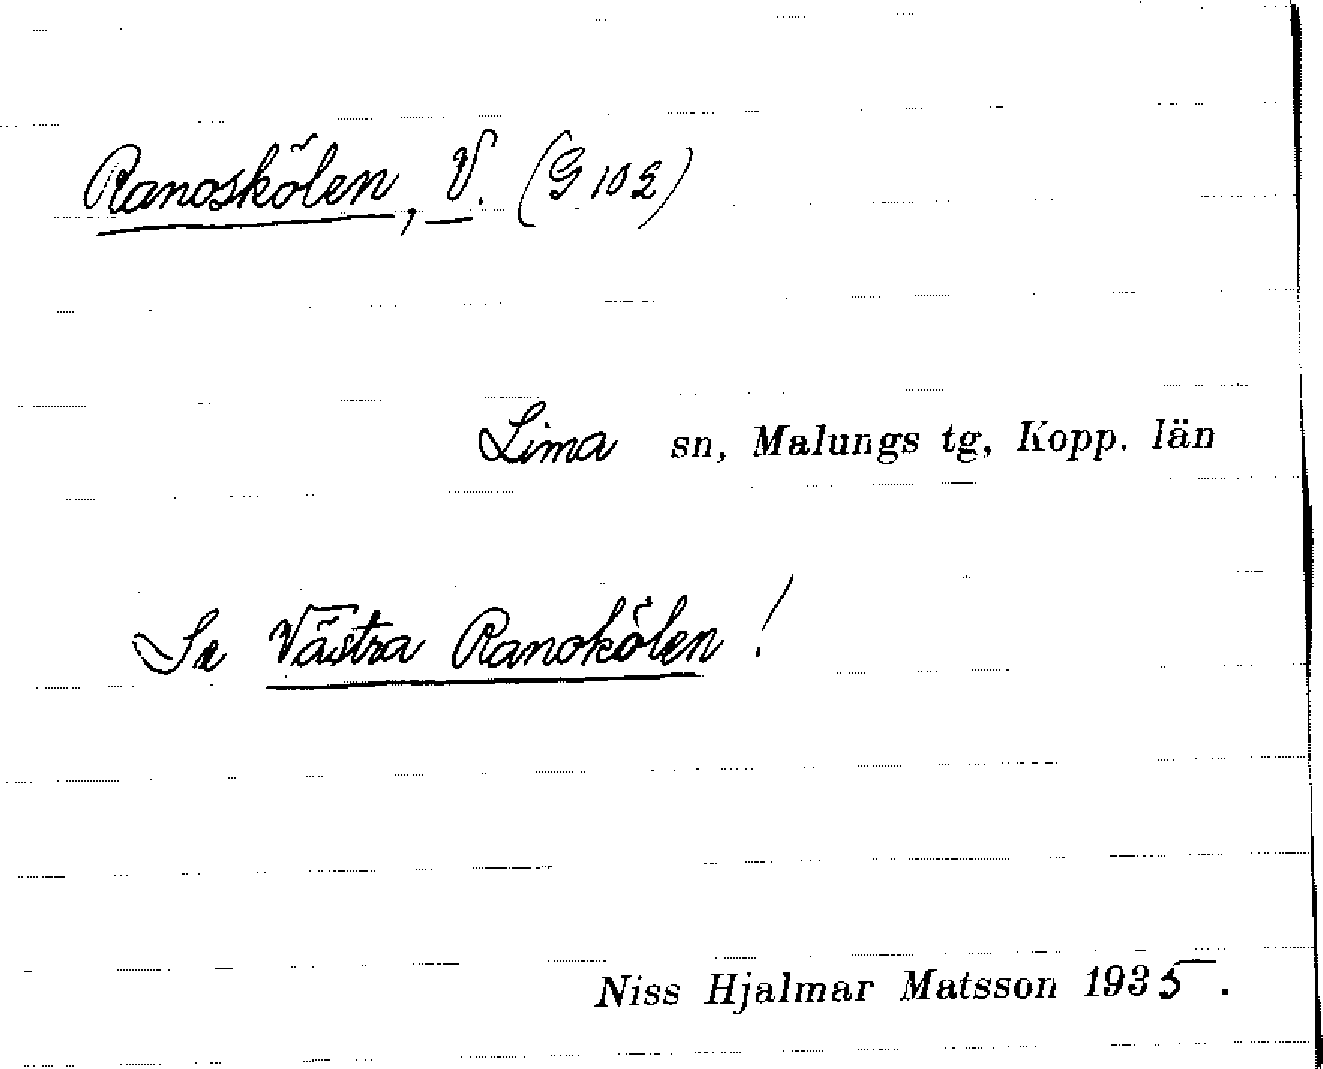 Ranoskölen, V. (G 102)
Lima sn, Malungs tg, Kopp. län
Se Västra Ranokölen!
Niss Hjalmar Matsson 1935.